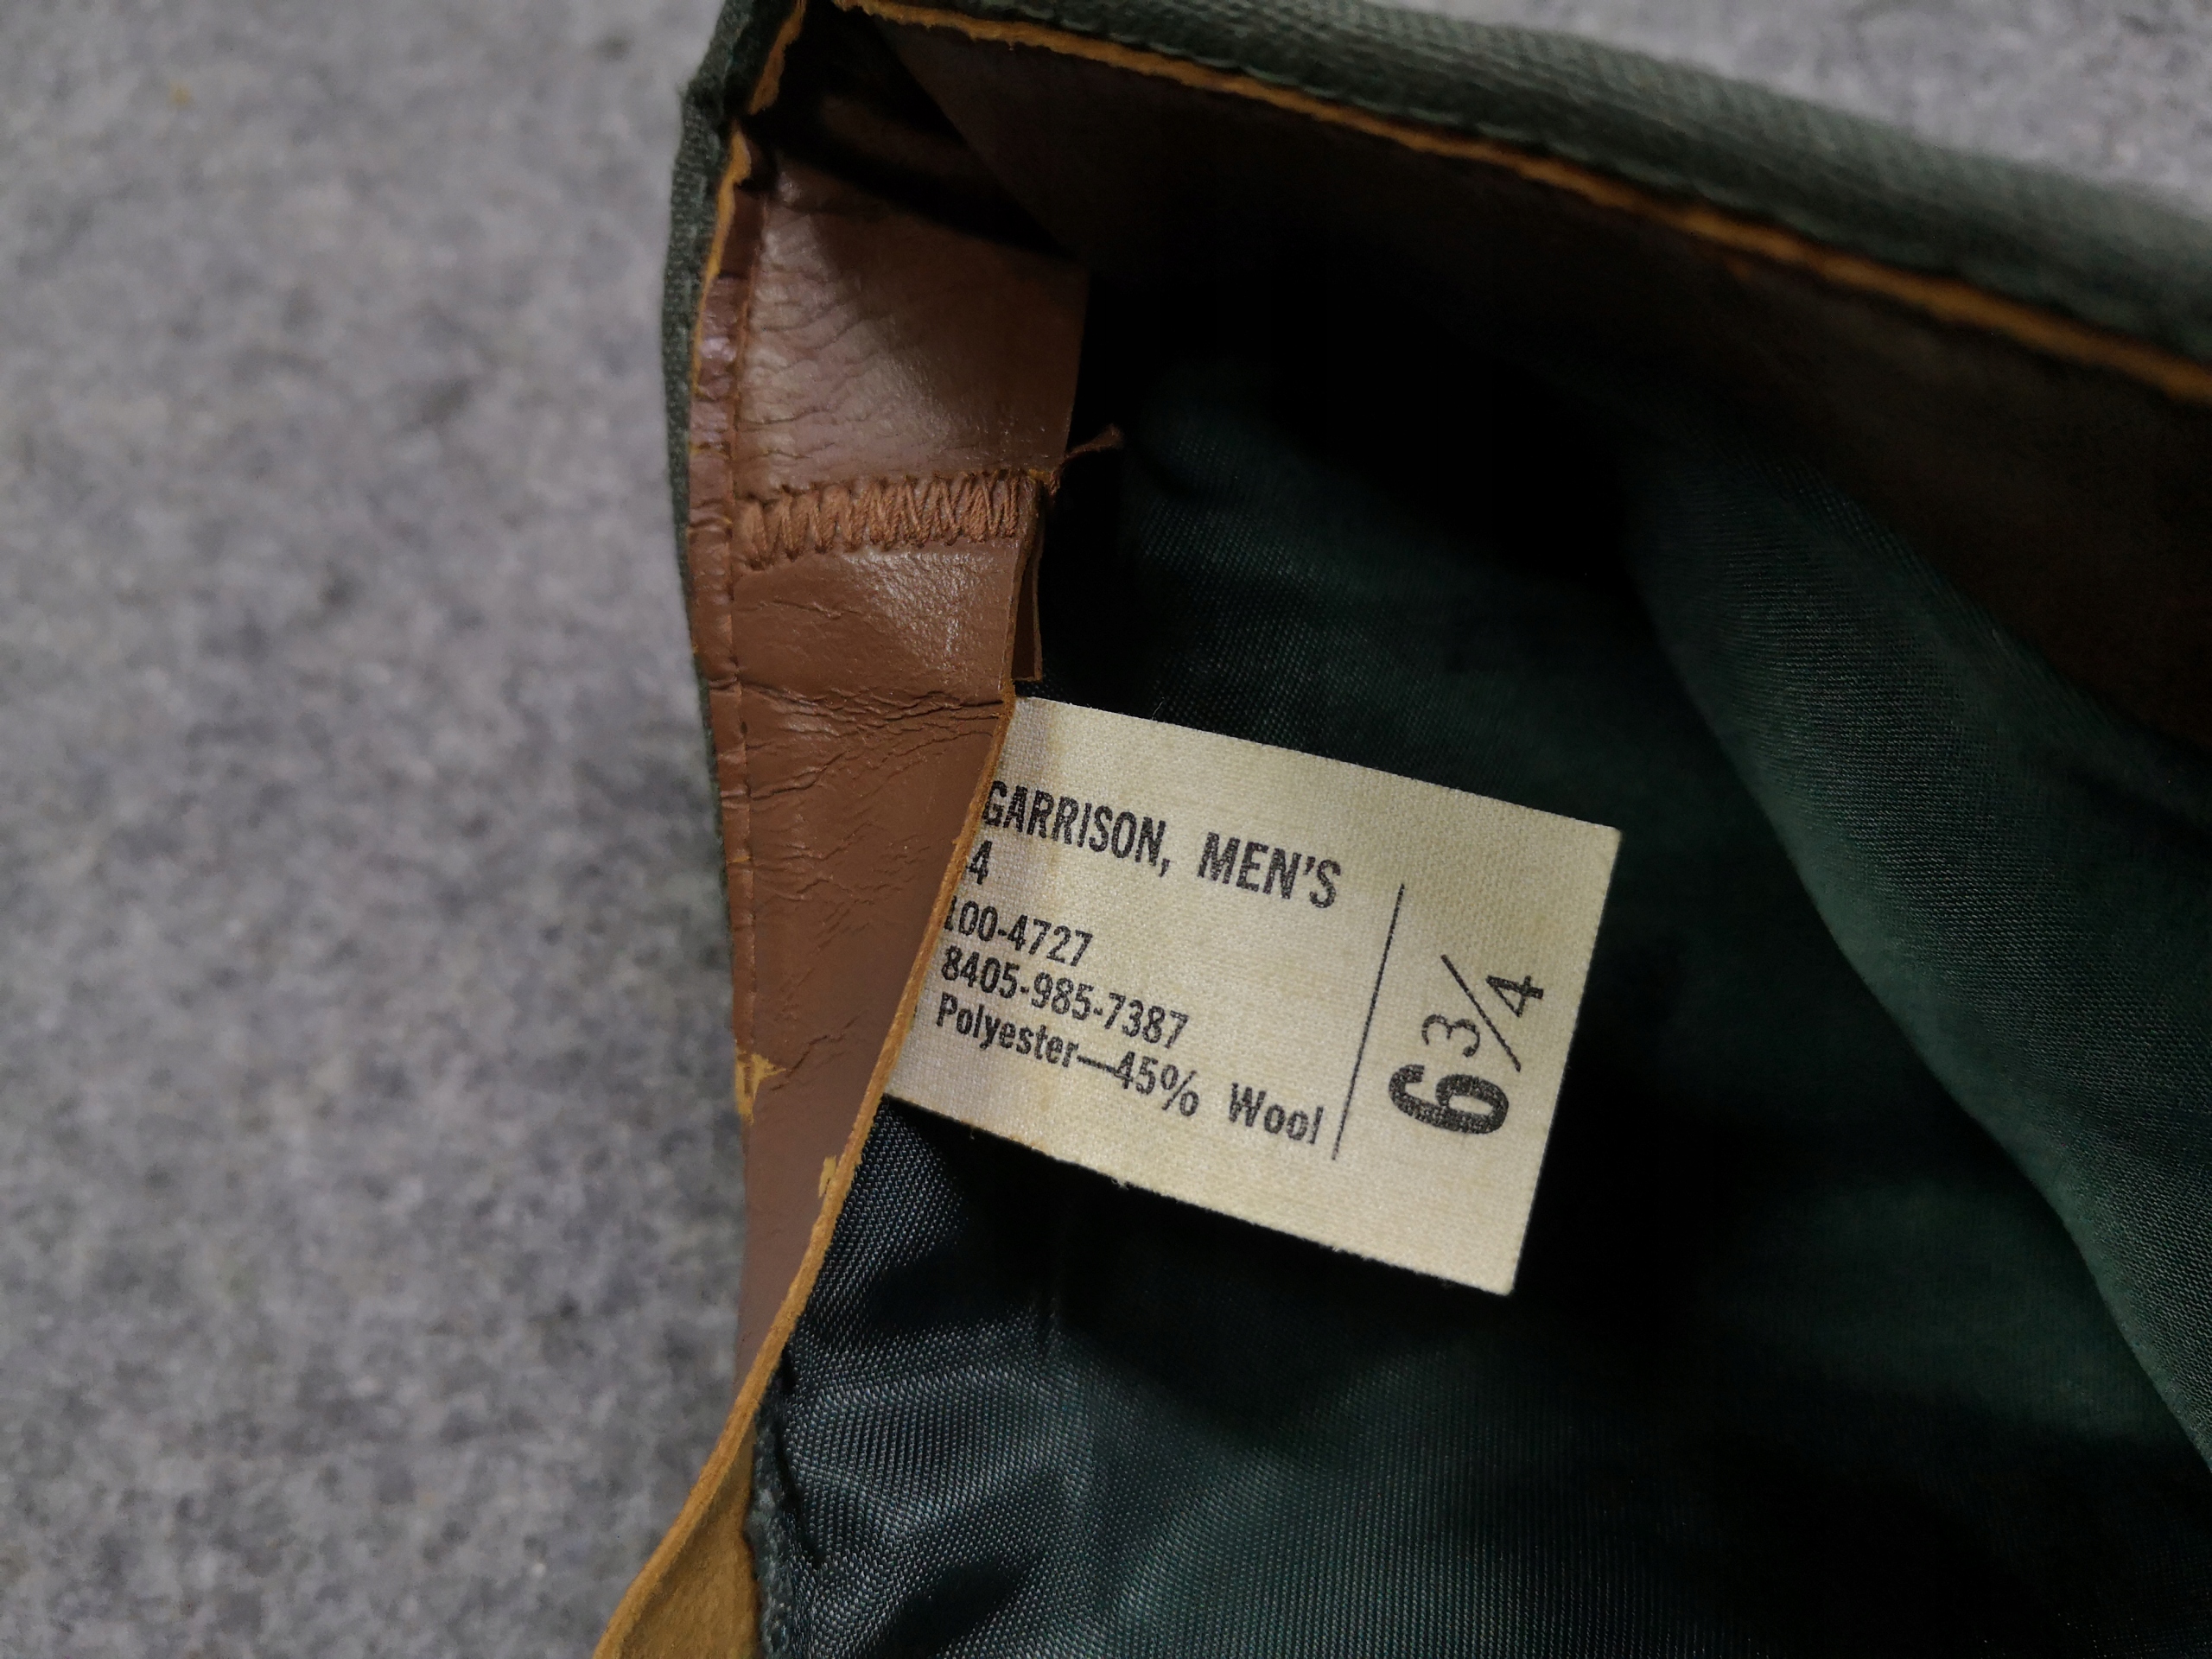 GARRISON, MEN'S
-4
100-4727
8405-985-7387
Polyester—45% Wool
6 3/4